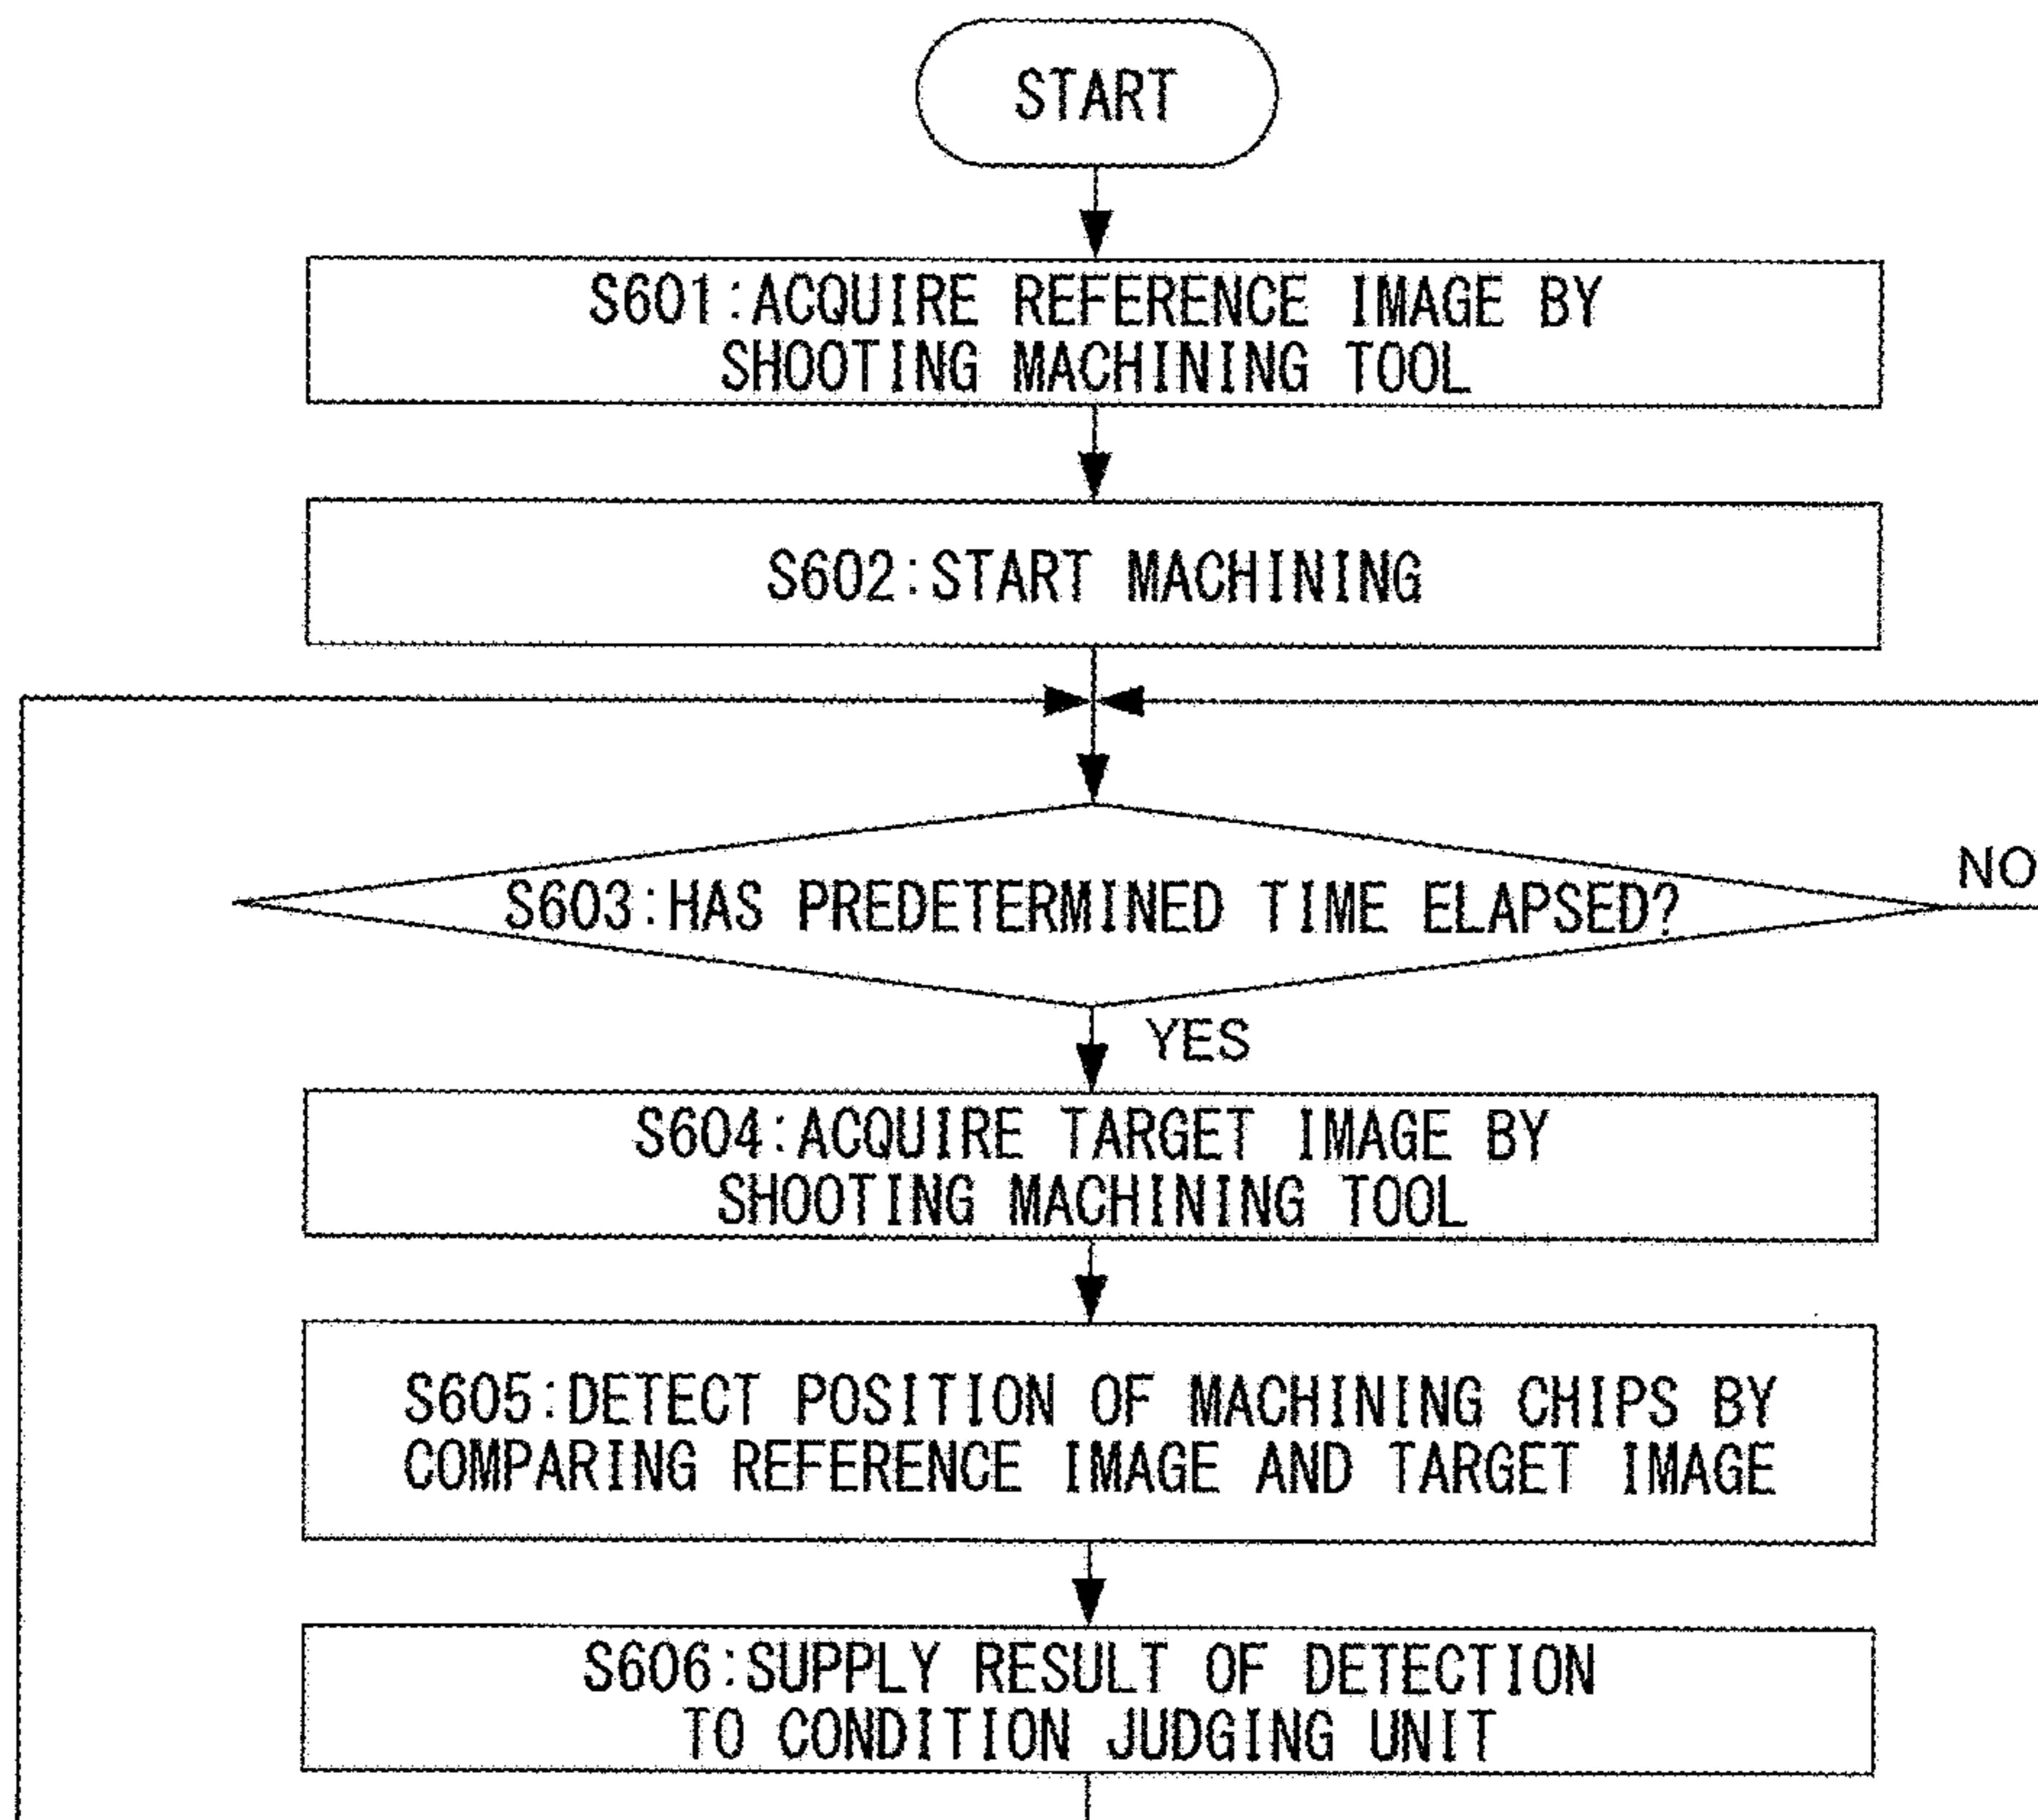 START
S601:ACQUIRE REFERENCE IMAGE BY
SHOOTING MACHINING TOOL
S602:START MACHINING
S603:HAS PREDETERMINED TIME ELAPSED?
NO
YES
S604:ACQUIRE TARGET IMAGE BY
SHOOTING MACHINING TOOL
S605:DETECT POSITION OF MACHINING CHIPS BY
COMPARING REFERENCE IMAGE AND TARGET IMAGE
S606:SUPPLY RESULT OF DETECTION
TO CONDITION JUDGING UNIT